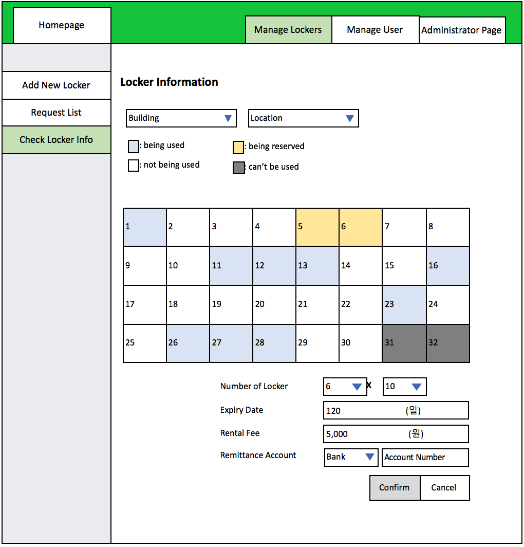 Homepage
Manage Lockers
Manage User
Administrator Page
Add New Locker
Request List
Check Locker Info
Locker Information
Building
Location
: being used
: being reserved
: not being used
: can't be used
1 2 3 4 5 6 7 8
9 10 11 12 13 14 15 16
17 18 19 20 21 22 23 24
25 26 27 28 29 30 31 32
Number of Locker 6 x 10
Expiry Date 120 (일)
Rental Fee 5,000 (원)
Remittance Account Bank Account Number
Confirm Cancel